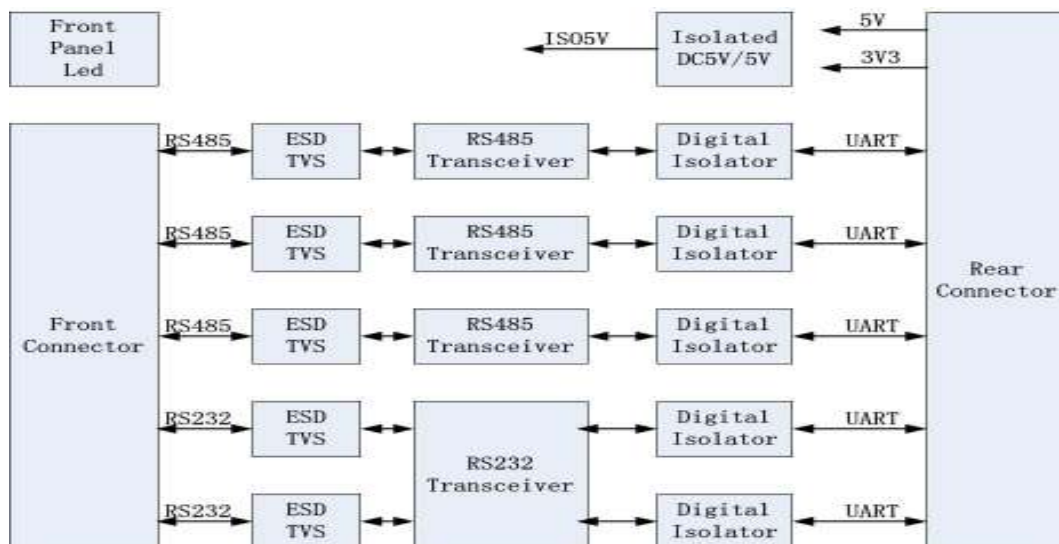 Front
Panel
Led
ISO5V
Isolated
DC5V/5V
5V
3V3
RS485
ESD
TVS
RS485
Transceiver
Digital
Isolator
UART
RS485
ESD
TVS
RS485
Transceiver
Digital
Isolator
UART
Rear
Connector
Front
Connector
RS485
ESD
TVS
RS485
Transceiver
Digital
Isolator
UART
RS232
ESD
TVS
RS232
Transceiver
Digital
Isolator
UART
RS232
ESD
TVS
Digital
Isolator
UART